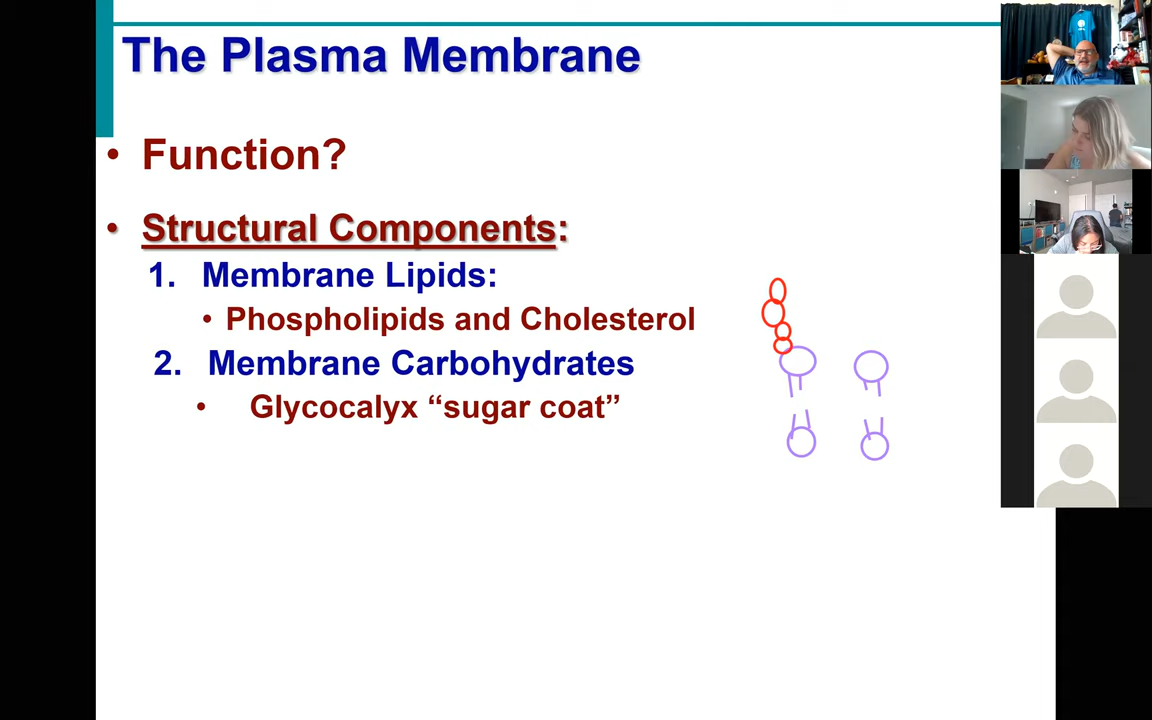 The Plasma Membrane
• Function?
• Structural Components:
1. Membrane Lipids:
• Phospholipids and Cholesterol
2. Membrane Carbohydrates
• Glycocalyx “sugar coat”